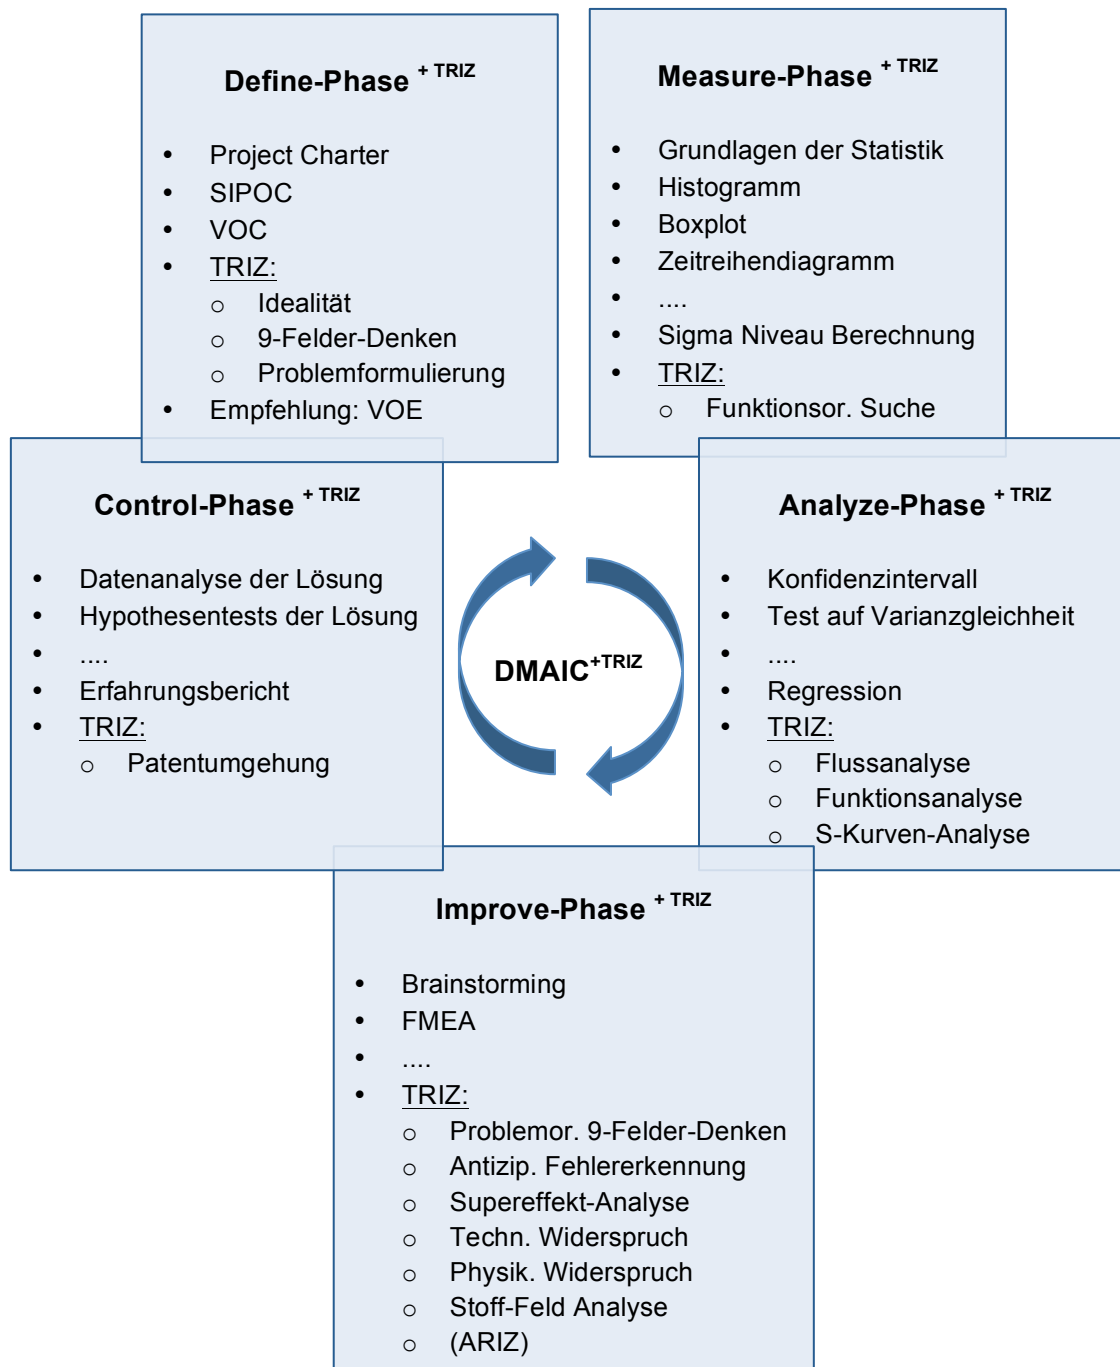 Define-Phase + TRIZ
• Project Charter
• SIPOC
• VOC
• TRIZ:
o Idealität
o 9-Felder-Denken
o Problemformulierung
• Empfehlung: VOE
Measure-Phase + TRIZ
• Grundlagen der Statistik
• Histogramm
• Boxplot
• Zeitreihendiagramm
• ....
• Sigma Niveau Berechnung
• TRIZ:
o Funktionsor. Suche
Control-Phase + TRIZ
• Datenanalyse der Lösung
• Hypothesentests der Lösung
• ....
• Erfahrungsbericht
• TRIZ:
o Patentumgehung
DMAIC+TRIZ
Analyze-Phase + TRIZ
• Konfidenzintervall
• Test auf Varianzgleichheit
• ....
• Regression
• TRIZ:
o Flussanalyse
o Funktionsanalyse
o S-Kurven-Analyse
Improve-Phase + TRIZ
• Brainstorming
• FMEA
• ....
• TRIZ:
o Problemor. 9-Felder-Denken
o Antizip. Fehlererkennung
o Supereffekt-Analyse
o Techn. Widerspruch
o Physik. Widerspruch
o Stoff-Feld Analyse
o (ARIZ)